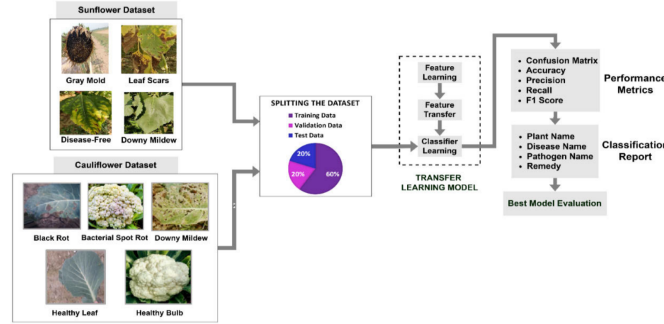 Sunflower Dataset
Gray Mold
Leaf Scars
Disease-Free
Downy Mildew
Cauliflower Dataset
Black Rot
Bacterial Spot Rot
Downy Mildew
Healthy Leaf
Healthy Bulb
SPLITTING THE DATASET
Training Data
Validation Data
Test Data
20%
20%
60%
Feature
Learning
Feature
Transfer
Classifier
Learning
TRANSFER
LEARNING MODEL
• Confusion Matrix
• Accuracy
• Precision
• Recall
• F1 Score
Performance
Metrics
• Plant Name
• Disease Name
• Pathogen Name
• Remedy
Classification
Report
Best Model Evaluation